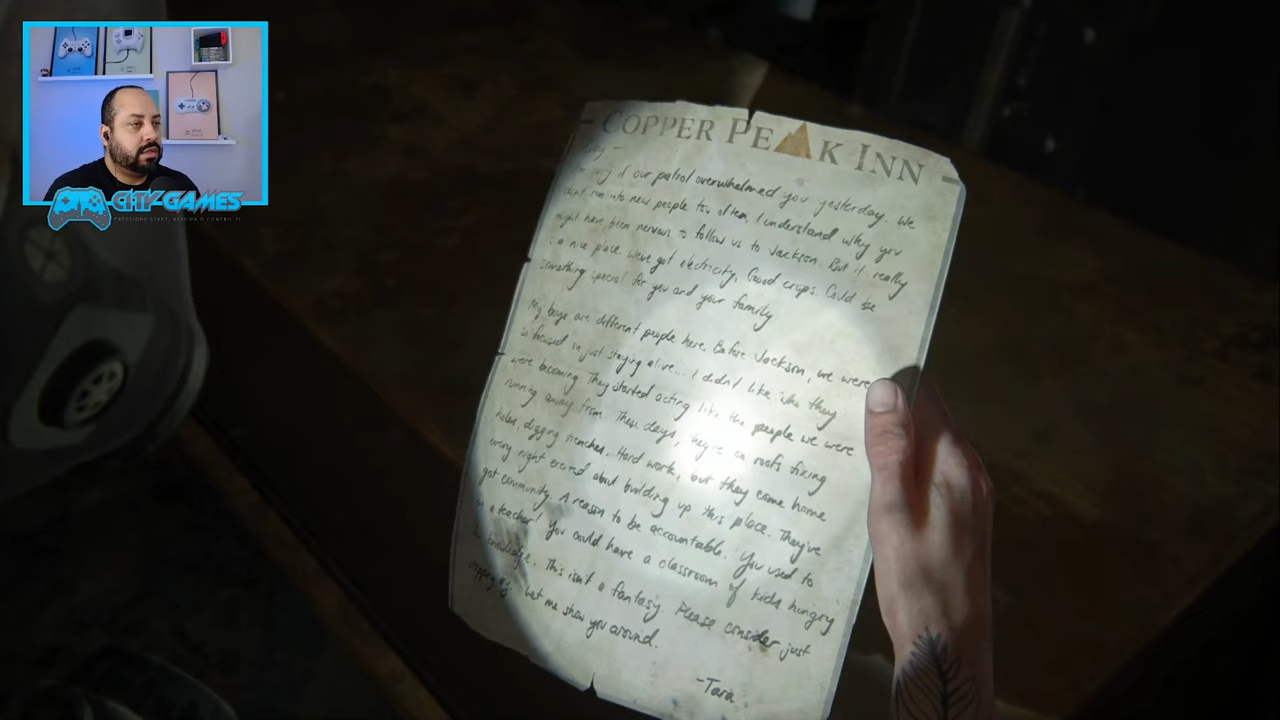 CITY GAMES
PRESSIONE START, ASSUMA O CONTROLE!
COPPER PEAK INN
if our patrol overwhelmed you yesterday. We
don't run into new people too often. I understand why you
might have been nervous to follow us to Jackson. But it really
is a nice place. We've got electricity. Good crops. Could be
something special for you and your family
My boys are different people here. Before Jackson, we were
so focused on just staying alive... I didn't like who they
were becoming. They started acting like the people we were
running away from. These days, they're on roofs fixing
holes, digging trenches. Hard work, but they come home
every night excited about building up this place. They've
got community. A reason to be accountable. You used to
be a teacher! You could have a classroom of kids hungry
knowledge. This isn't a fantasy. Please consider just
stopping by. Let me show you around.
-Tara